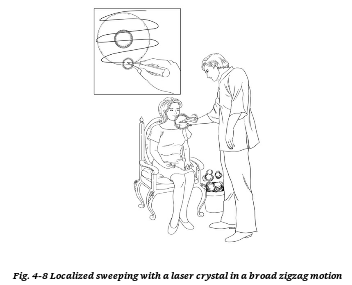 Fig. 4-8 Localized sweeping with a laser crystal in a broad zigzag motion